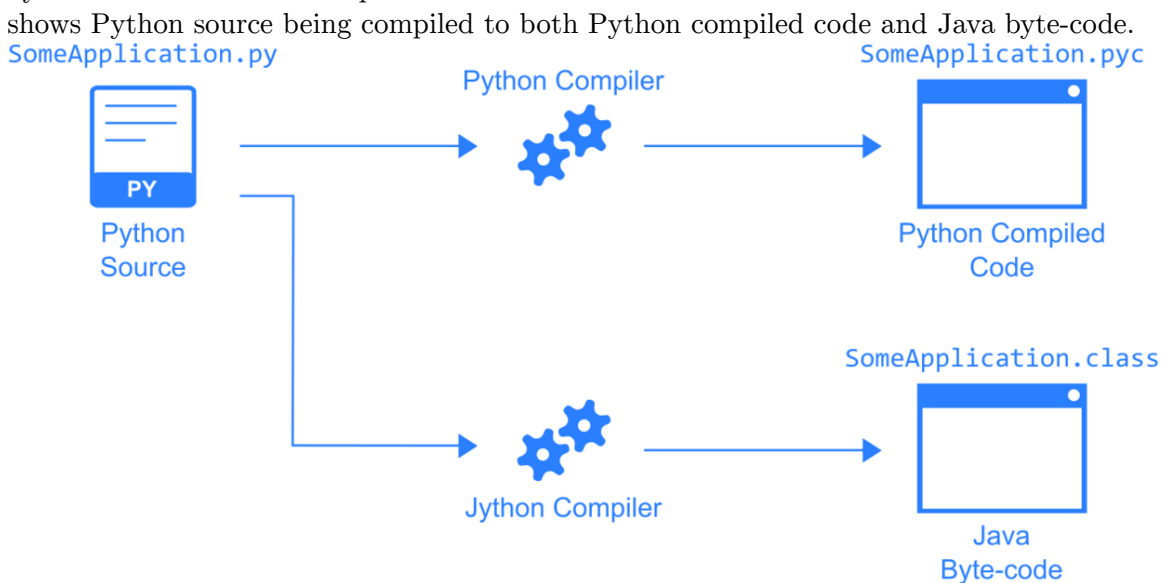 shows Python source being compiled to both Python compiled code and Java byte-code.
SomeApplication.py
SomeApplication.pyc
Python Compiler
PY
Python
Source
Python Compiled
Code
SomeApplication.class
Jython Compiler
Java
Byte-code